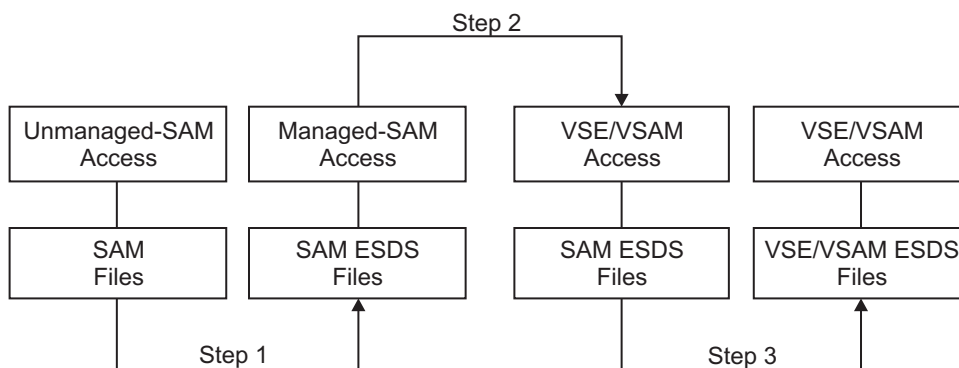 Step 2
Unmanaged-SAM
Access
Managed-SAM
Access
VSE/VSAM
Access
VSE/VSAM
Access
SAM
Files
SAM ESDS
Files
SAM ESDS
Files
VSE/VSAM ESDS
Files
Step 1
Step 3